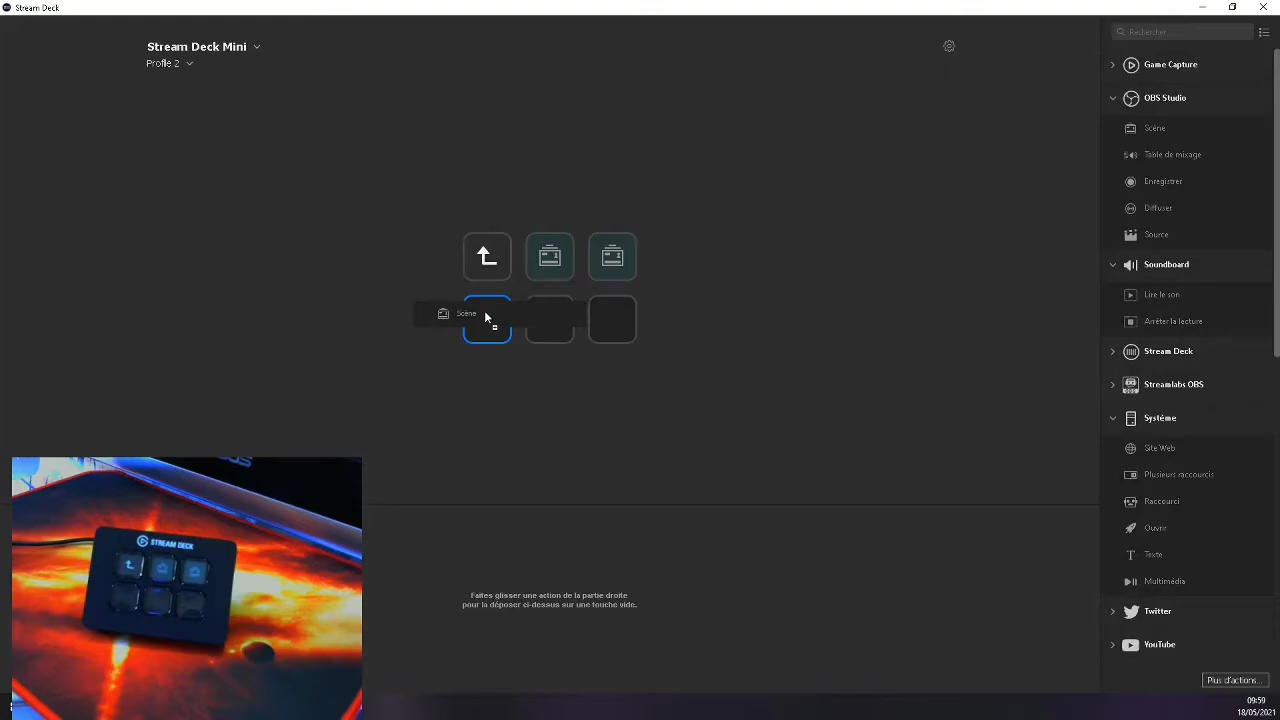 Stream Deck
Stream Deck Mini
Profile 2
Scène
Faites glisser une action de la partie droite
pour la déposer ci-dessus sur une touche vide.
Rechercher
Game Capture
OBS Studio
Scène
Table de mixage
Enregistrer
Diffuser
Source
Soundboard
Lire le son
Arrêter la lecture
Stream Deck
Streamlabs OBS
Système
Site Web
Plusieurs raccourcis
Raccourci
Ouvrir
Texte
Multimédia
Twitter
YouTube
Plus d'actions...
STREAM DECK
09:59
18/05/2021